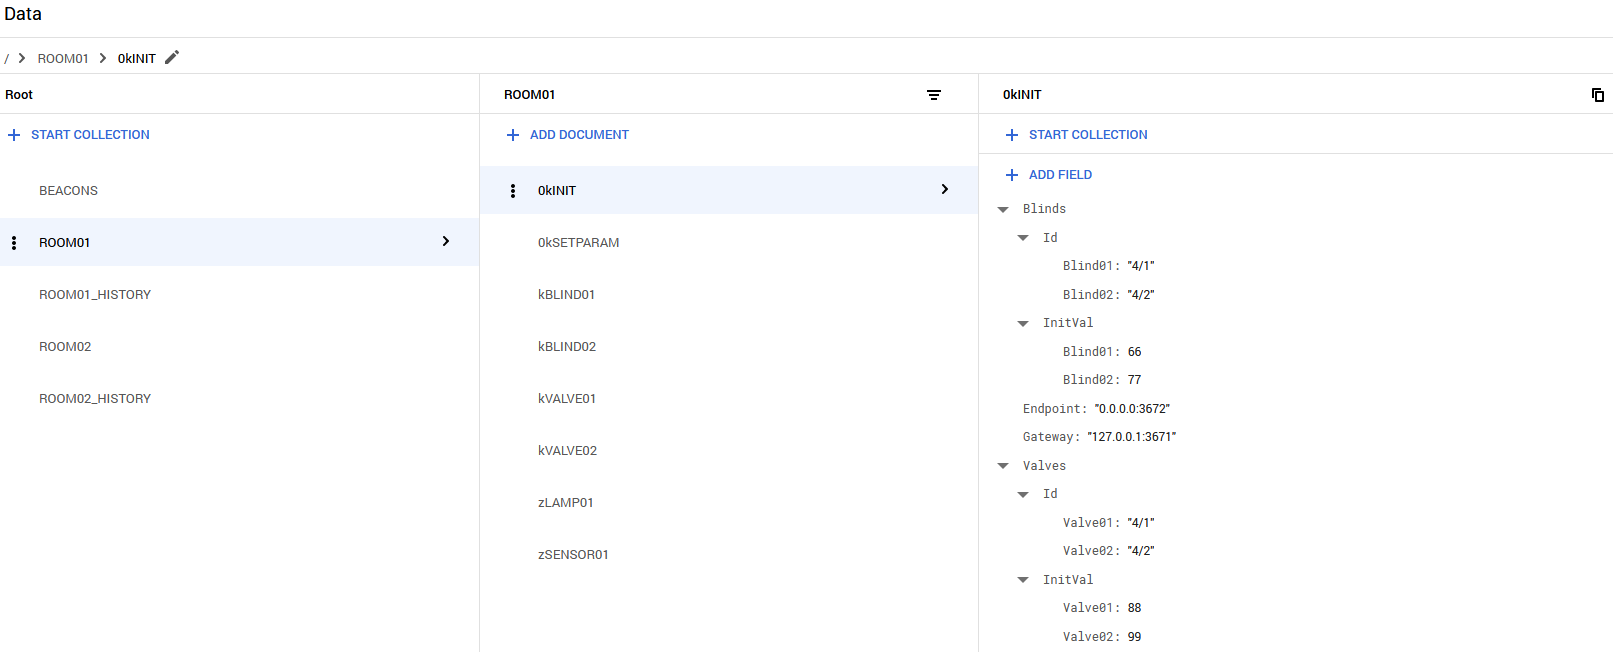 Data
/ ROOM01 0kINIT
Root
START COLLECTION
BEACONS
ROOM01
ROOM01_HISTORY
ROOM02
ROOM02_HISTORY
ROOM01
ADD DOCUMENT
0kINIT
0kSETPARAM
kBLIND01
kBLIND02
kVALVE01
kVALVE02
zLAMP01
zSENSOR01
0kINIT
START COLLECTION
ADD FIELD
Blinds
Id
Blind01: "4/1"
Blind02: "4/2"
InitVal
Blind01: 66
Blind02: 77
Endpoint: "0.0.0.0:3672"
Gateway: "127.0.0.1:3671"
Valves
Id
Valve01: "4/1"
Valve02: "4/2"
InitVal
Valve01: 88
Valve02: 99